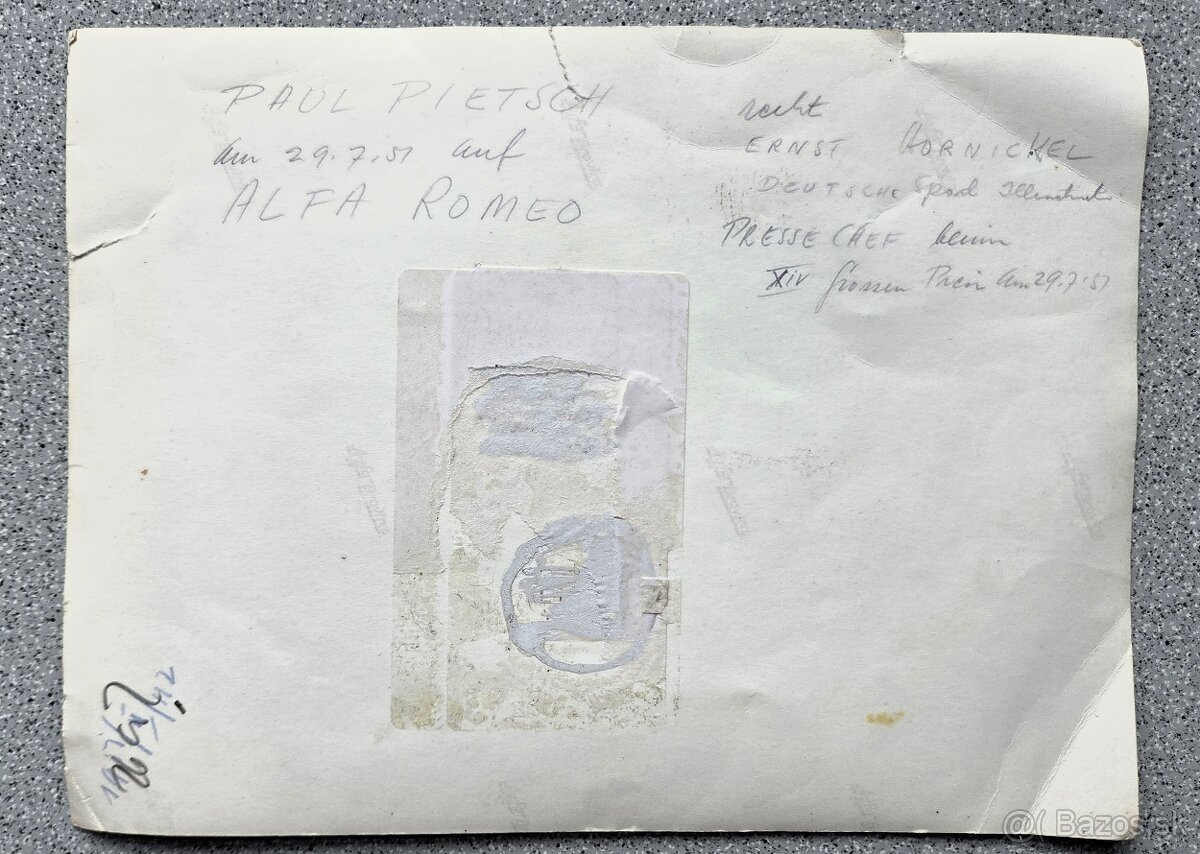 PAUL PIETSCH
am 29.7.51 auf
ALFA ROMEO
recht
ERNST HORNICKEL
DEUTSCHE Sport Illustrierte
PRESSE CHEF beim
XIV Grossen Preis am 29.7.51
@( Bazos.s